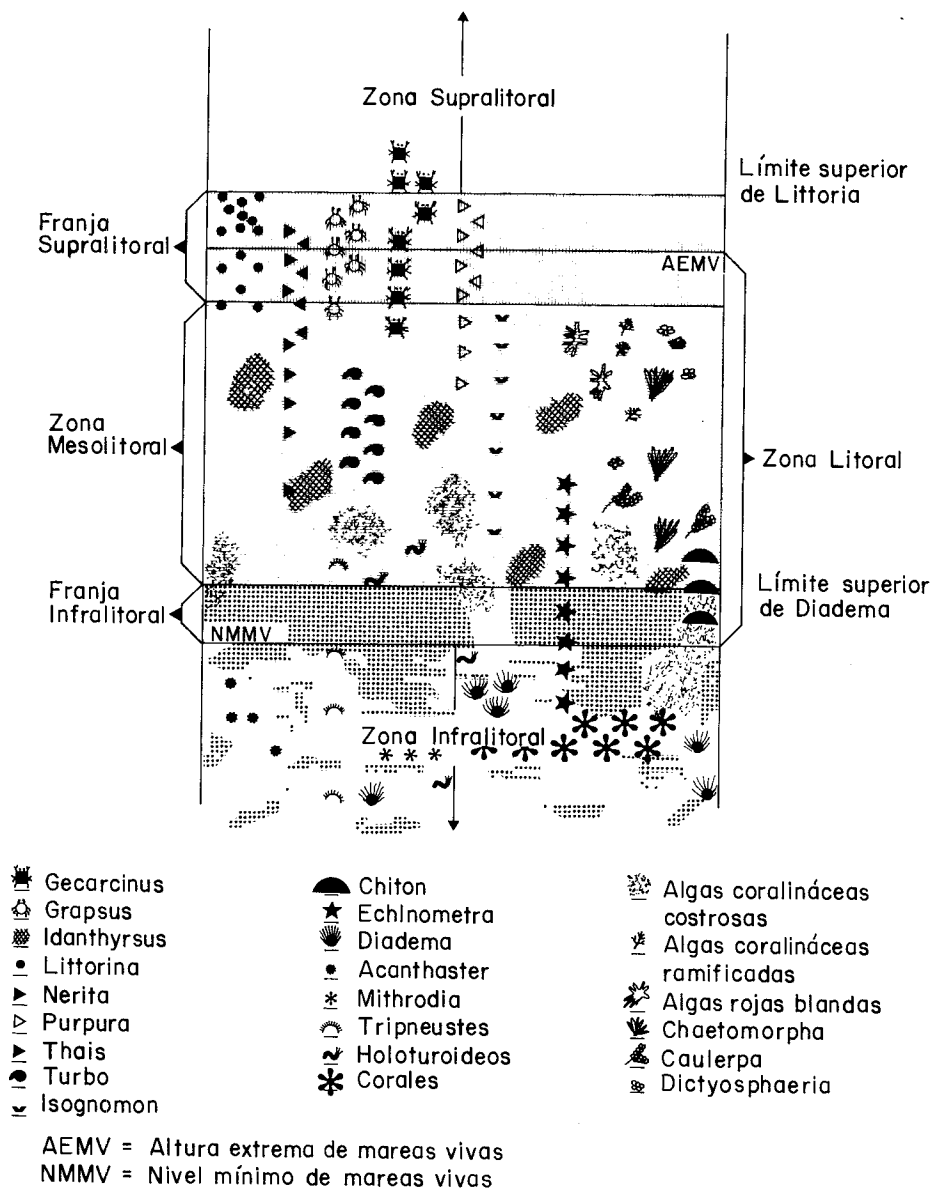 Zona Supralitoral
Límite superior
de Littoria
Franja
Supralitoral
AEMV
Zona
Mesolitoral
Zona Litoral
Franja
Infralitoral
Límite superior
de Diadema
NMMV
Zona Infralitoral
Gecarcinus
Grapsus
Idanthyrsus
Littorina
Nerita
Purpura
Thais
Turbo
Isognomon
Chiton
EchInometra
Diadema
Acanthaster
Mithrodia
Tripneustes
Holoturoideos
Corales
Algas coralináceas
costrosas
Algas coralináceas
ramificadas
Algas rojas blandas
Chaetomorpha
Caulerpa
Dictyosphaeria
AEMV = Altura extrema de mareas vivas
NMMV = Nivel mínimo de mareas vivas